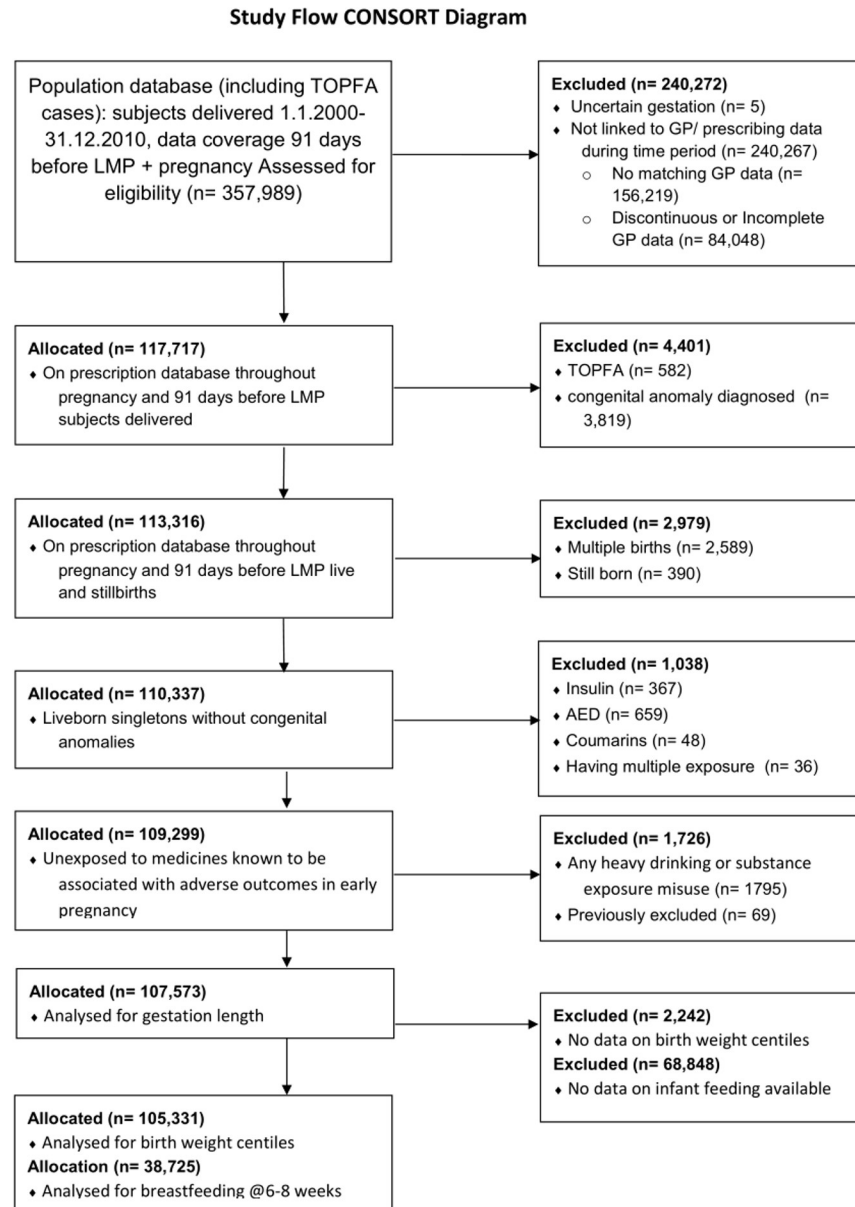 Study Flow CONSORT Diagram
Population database (including TOPFA
cases): subjects delivered 1.1.2000-
31.12.2010, data coverage 91 days
before LMP + pregnancy Assessed for
eligibility (n= 357,989)
Excluded (n= 240,272)
♦ Uncertain gestation (n= 5)
♦ Not linked to GP/ prescribing data
during time period (n= 240,267)
o No matching GP data (n=
156,219)
o Discontinuous or Incomplete
GP data (n= 84,048)
Allocated (n= 117,717)
♦ On prescription database throughout
pregnancy and 91 days before LMP
subjects delivered
Excluded (n= 4,401)
♦ TOPFA (n= 582)
♦ congenital anomaly diagnosed (n=
3,819)
Allocated (n= 113,316)
♦ On prescription database throughout
pregnancy and 91 days before LMP live
and stillbirths
Excluded (n= 2,979)
♦ Multiple births (n= 2,589)
♦ Still born (n= 390)
Allocated (n= 110,337)
♦ Liveborn singletons without congenital
anomalies
Excluded (n= 1,038)
♦ Insulin (n= 367)
♦ AED (n= 659)
♦ Coumarins (n= 48)
♦ Having multiple exposure (n= 36)
Allocated (n= 109,299)
♦ Unexposed to medicines known to be
associated with adverse outcomes in early
pregnancy
Excluded (n= 1,726)
♦ Any heavy drinking or substance
exposure misuse (n= 1795)
♦ Previously excluded (n= 69)
Allocated (n= 107,573)
♦ Analysed for gestation length
Excluded (n= 2,242)
♦ No data on birth weight centiles
Excluded (n= 68,848)
♦ No data on infant feeding available
Allocated (n= 105,331)
♦ Analysed for birth weight centiles
Allocation (n= 38,725)
♦ Analysed for breastfeeding @6-8 weeks